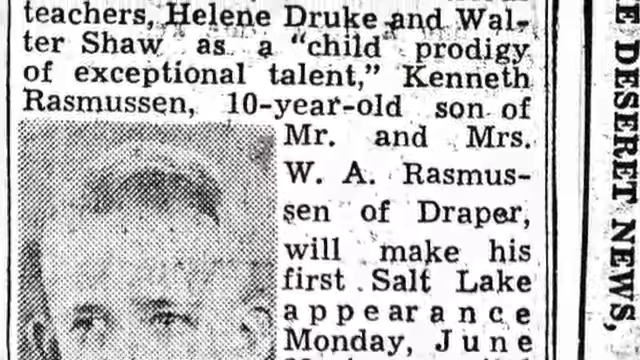 teachers, Helene Druke and Wal-
ter Shaw as a "child prodigy
of exceptional talent," Kenneth
Rasmussen, 10-year-old son of
Mr. and Mrs.
W. A. Rasmus-
sen of Draper,
will make his
first Salt Lake
appearance
Monday, June
E DESERET NEWS,